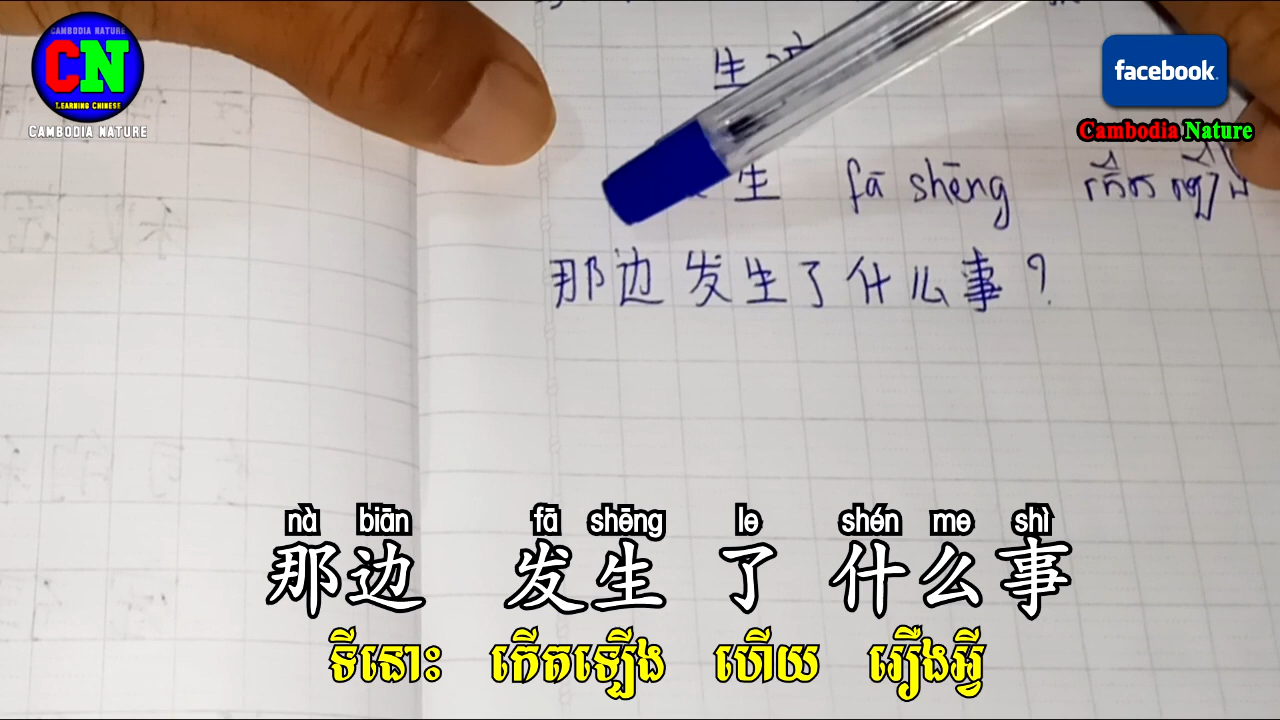 CAMBODIA NATURE
CN
LEARNING CHINESE
CAMBODIA NATURE
facebook
Cambodia Nature
生
生 fā shēng កើតឡើង
那边发生了什么事？
nà biān fā shēng le shén me shì
那边 发生 了 什么事
ទីនោះ កើតឡើង ហើយ រឿងអ្វី